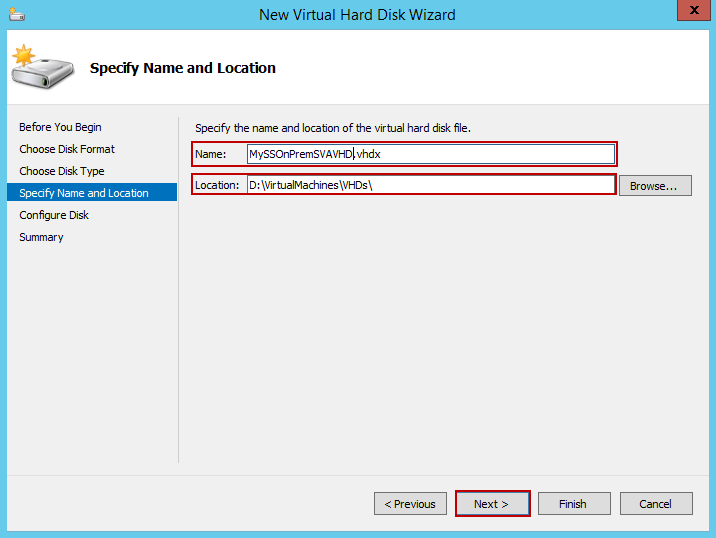 New Virtual Hard Disk Wizard
x
Specify Name and Location
Before You Begin
Choose Disk Format
Choose Disk Type
Specify Name and Location
Configure Disk
Summary
Specify the name and location of the virtual hard disk file.
Name: MySSOnPremSVAVHD.vhdx
Location: D:\VirtualMachines\VHDs\ Browse...
< Previous Next > Finish Cancel